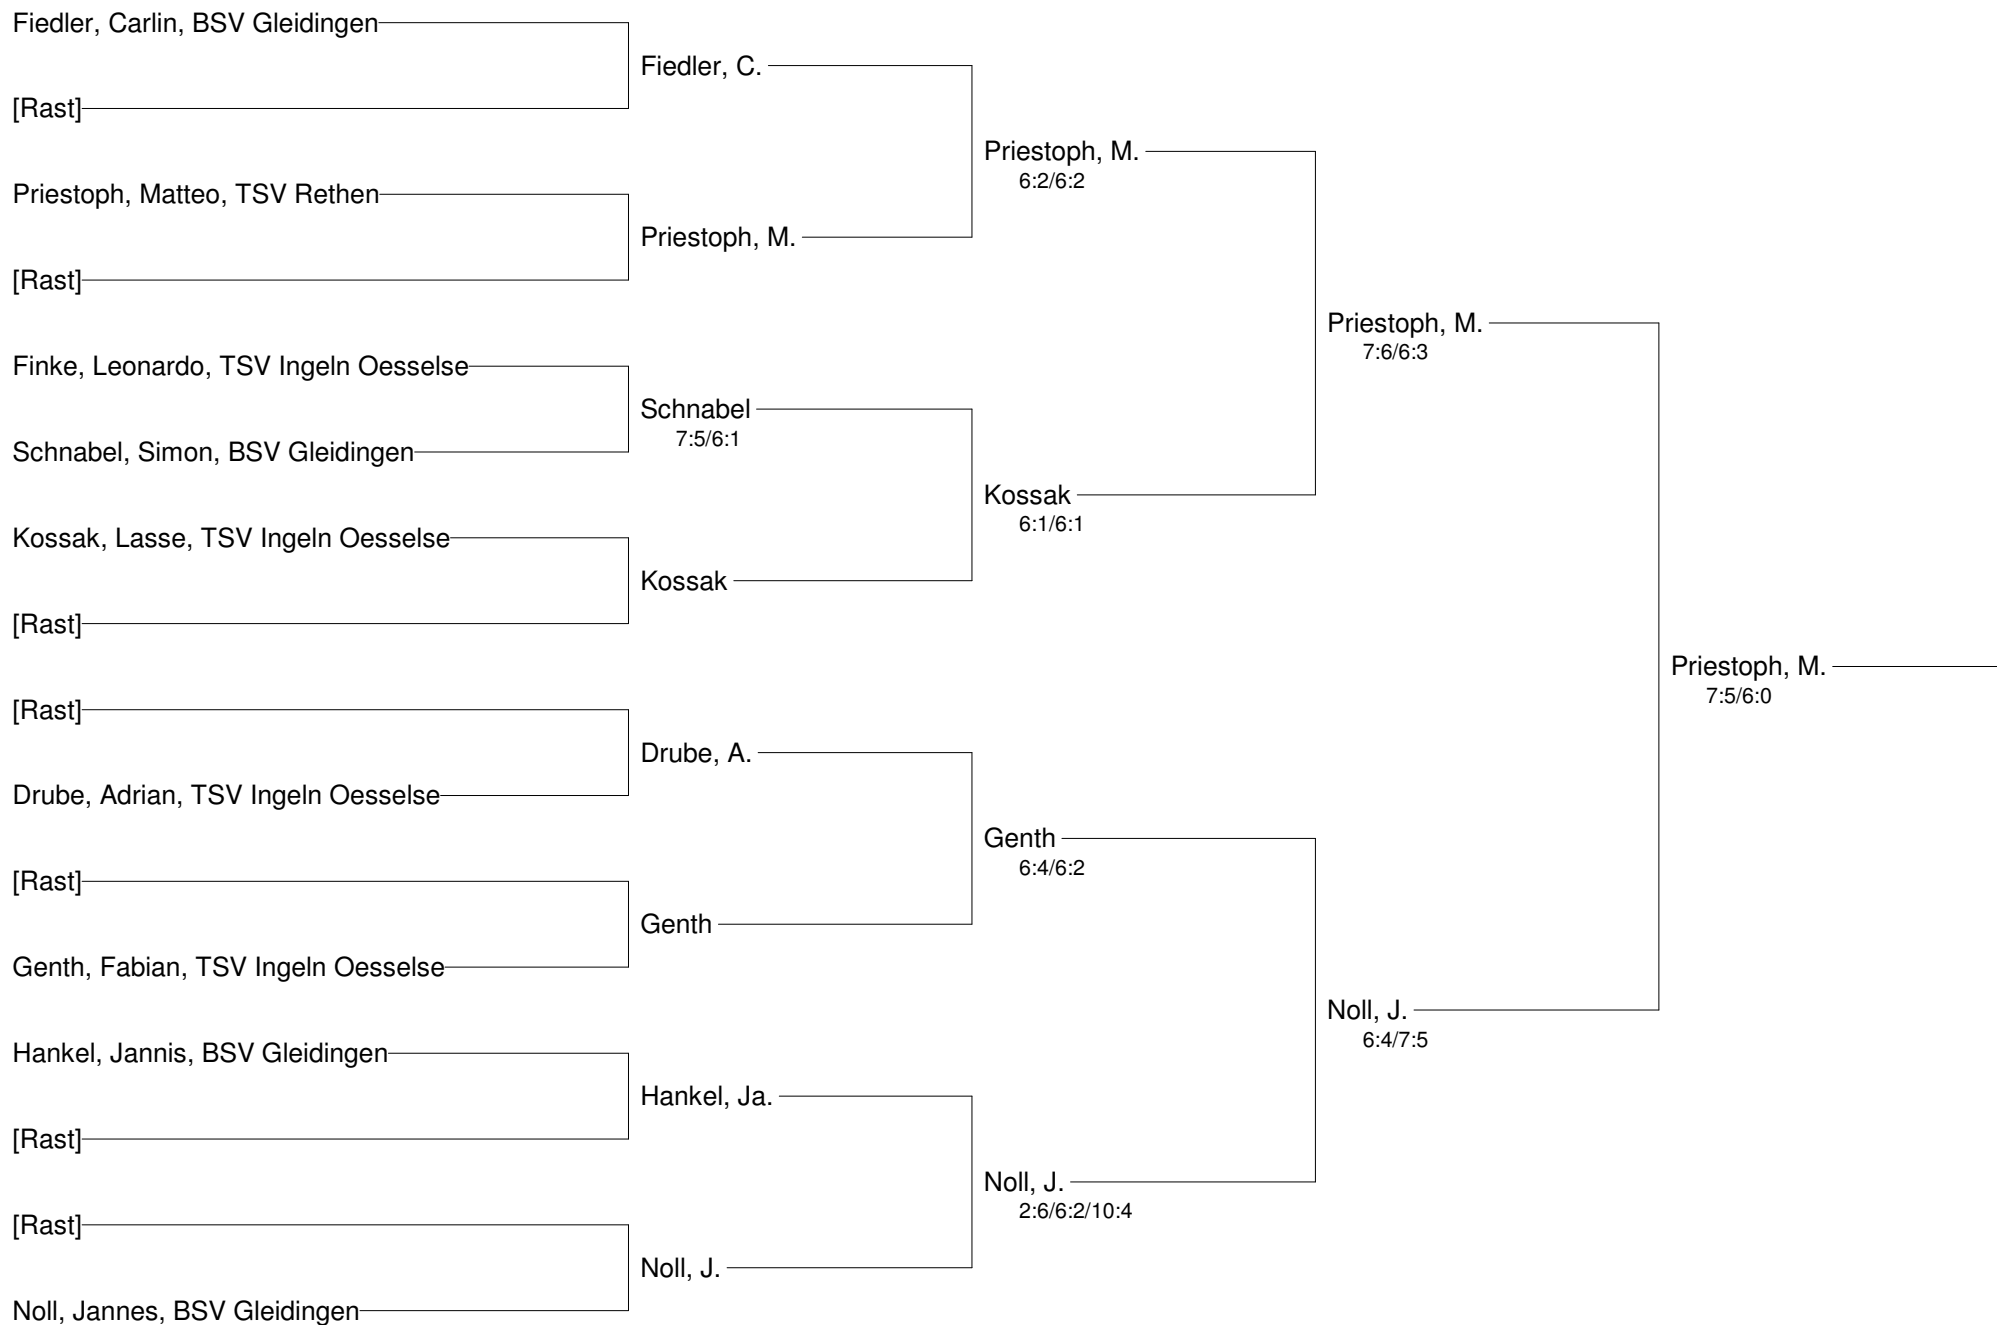 Fiedler, Carlin, BSV Gleidingen
[Rast]
Priestoph, Matteo, TSV Rethen
[Rast]
Finke, Leonardo, TSV Ingeln Oesselse
Schnabel, Simon, BSV Gleidingen
Kossak, Lasse, TSV Ingeln Oesselse
[Rast]
[Rast]
Drube, Adrian, TSV Ingeln Oesselse
[Rast]
Genth, Fabian, TSV Ingeln Oesselse
Hankel, Jannis, BSV Gleidingen
[Rast]
[Rast]
Noll, Jannes, BSV Gleidingen
Fiedler, C.
Priestoph, M.
Schnabel
7:5/6:1
Kossak
Drube, A.
Genth
Hankel, Ja.
Noll, J.
Priestoph, M.
6:2/6:2
Kossak
6:1/6:1
Genth
6:4/6:2
Noll, J.
2:6/6:2/10:4
Priestoph, M.
7:6/6:3
Noll, J.
6:4/7:5
Priestoph, M.
7:5/6:0